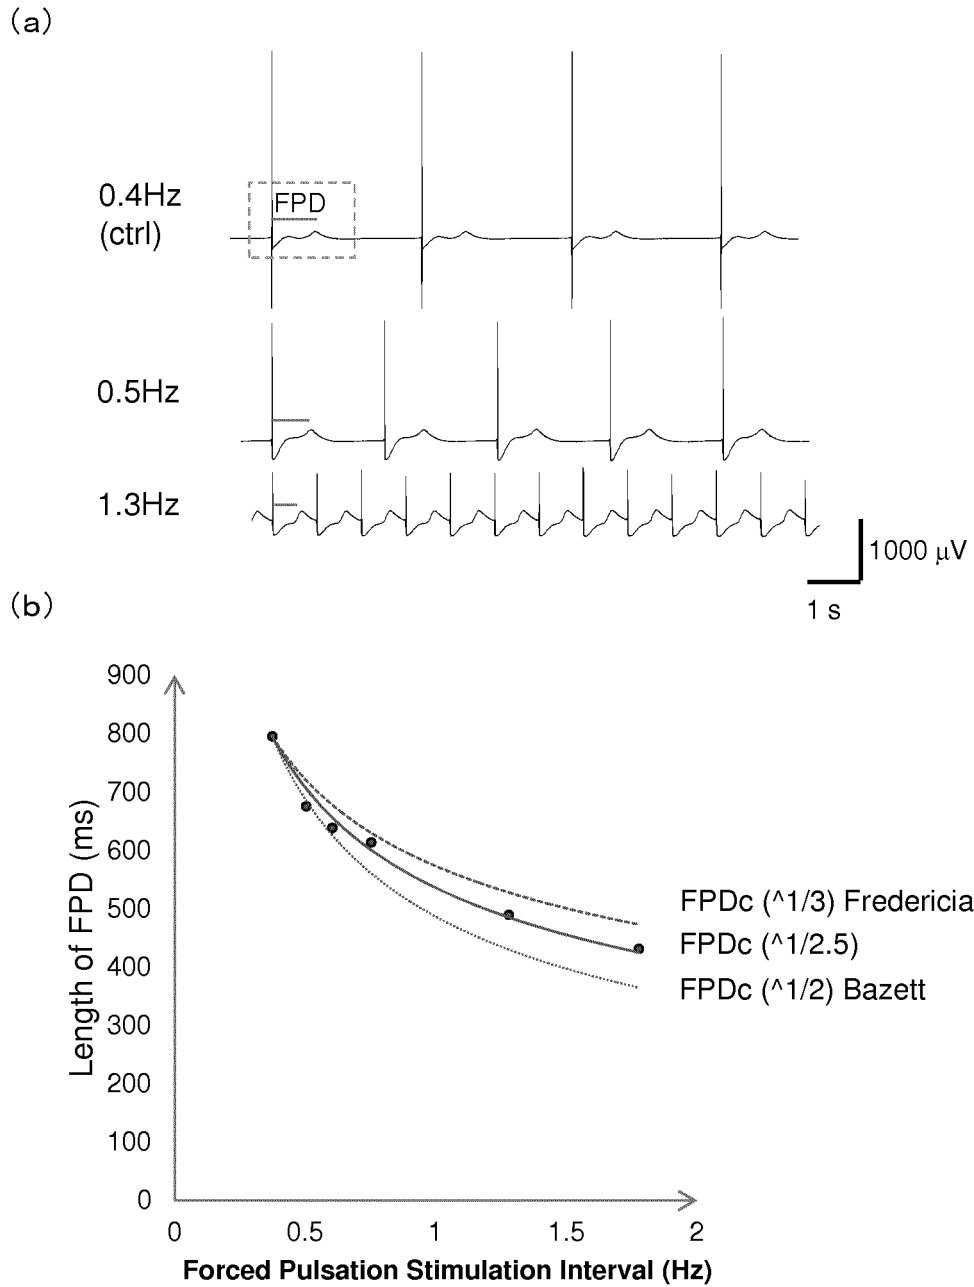 (a)
0.4Hz
(ctrl)
FPD
0.5Hz
1.3Hz
1000 μV
1 s
(b)
900
800
700
600
500
400
300
200
100
0
Length of FPD (ms)
FPDc (^1/3) Fredericia
FPDc (^1/2.5)
FPDc (^1/2) Bazett
0 0.5 1 1.5 2
Forced Pulsation Stimulation Interval (Hz)